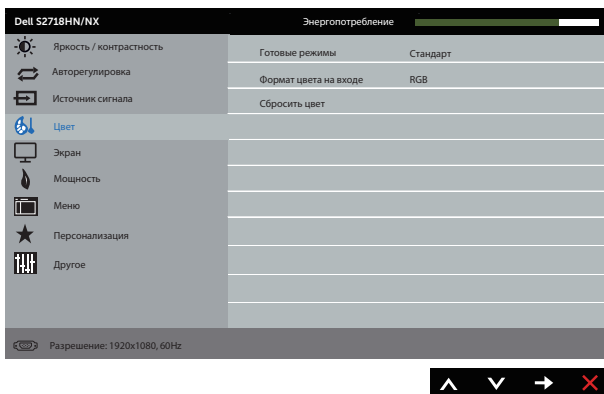 Dell S2718HN/NX
Энергопотребление
Яркость / контрастность
Авторегулировка
Источник сигнала
Цвет
Экран
Мощность
Меню
Персонализация
Другое
Готовые режимы Стандарт
Формат цвета на входе RGB
Сбросить цвет
Разрешение: 1920x1080, 60Hz